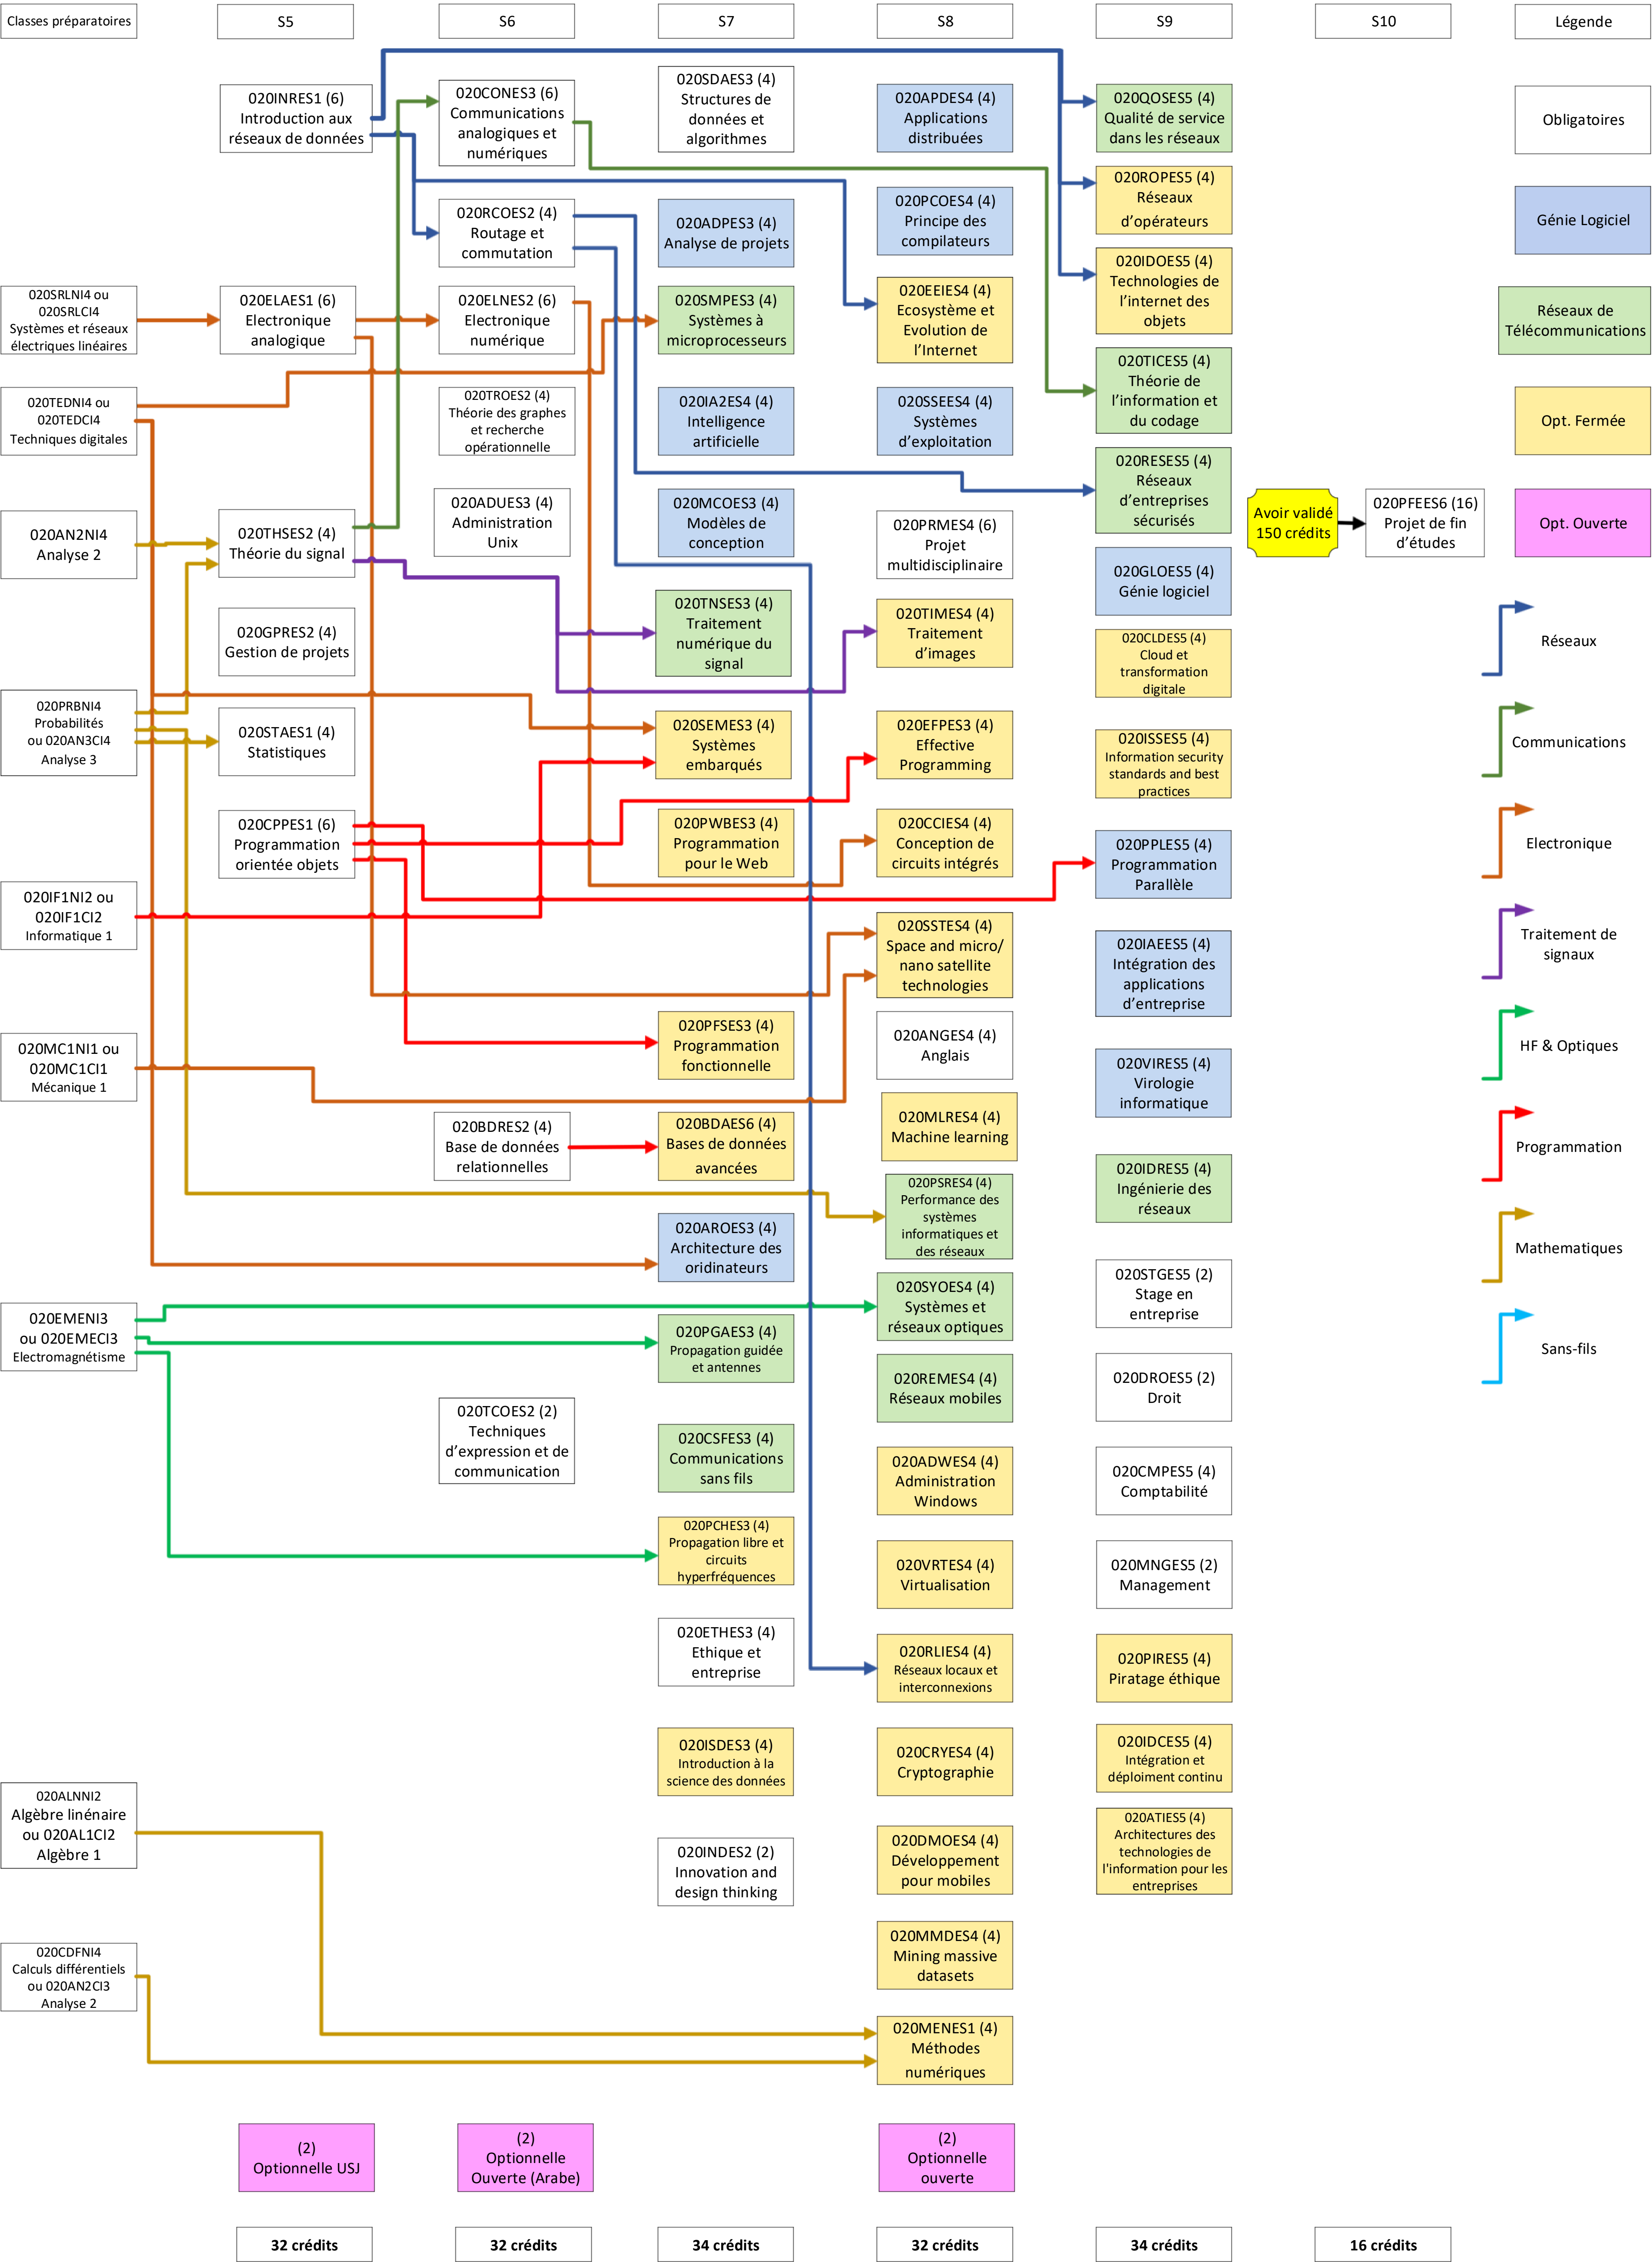 Classes préparatoires
S5
S6
S7
S8
S9
S10
Légende
020SRLNI4 ou
020SRLCI4
Systèmes et réseaux
électriques linéaires
020TEDNI4 ou
020TEDCI4
Techniques digitales
020AN2NI4
Analyse 2
020PRBNI4
Probabilités
ou 020AN3CI4
Analyse 3
020IF1NI2 ou
020IF1CI2
Informatique 1
020MC1NI1 ou
020MC1CI1
Mécanique 1
020EMENI3
ou 020EMECI3
Electromagnétisme
020ALNNI2
Algèbre linénaire
ou 020AL1CI2
Algèbre 1
020CDFNI4
Calculs différentiels
ou 020AN2CI3
Analyse 2
020INRES1 (6)
Introduction aux
réseaux de données
020ELAES1 (6)
Electronique
analogique
020THSES2 (4)
Théorie du signal
020GPRES2 (4)
Gestion de projets
020STAES1 (4)
Statistiques
020CPPES1 (6)
Programmation
orientée objets
(2)
Optionnelle USJ
32 crédits
020CONES3 (6)
Communications
analogiques et
numériques
020RCOES2 (4)
Routage et
commutation
020ELNES2 (6)
Electronique
numérique
020TROES2 (4)
Théorie des graphes
et recherche
opérationnelle
020ADUES3 (4)
Administration
Unix
020BDRES2 (4)
Base de données
relationnelles
020TCOES2 (2)
Techniques
d’expression et de
communication
(2)
Optionnelle
Ouverte (Arabe)
32 crédits
020SDAES3 (4)
Structures de
données et
algorithmes
020ADPES3 (4)
Analyse de projets
020SMPES3 (4)
Systèmes à
microprocesseurs
020IA2ES4 (4)
Intelligence
artificielle
020MCOES3 (4)
Modèles de
conception
020TNSES3 (4)
Traitement
numérique du
signal
020SEMES3 (4)
Systèmes
embarqués
020PWBES3 (4)
Programmation
pour le Web
020PFSES3 (4)
Programmation
fonctionnelle
020BDAES6 (4)
Bases de données
avancées
020AROES3 (4)
Architecture des
oridinateurs
020PGAES3 (4)
Propagation guidée
et antennes
020CSFES3 (4)
Communications
sans fils
020PCHES3 (4)
Propagation libre et
circuits
hyperfréquences
020ETHES3 (4)
Ethique et
entreprise
020ISDES3 (4)
Introduction à la
science des données
020INDES2 (2)
Innovation and
design thinking
34 crédits
020APDES4 (4)
Applications
distribuées
020PCOES4 (4)
Principe des
compilateurs
020EEIES4 (4)
Ecosystème et
Evolution de
l’Internet
020SSEES4 (4)
Systèmes
d’exploitation
020PRMES4 (6)
Projet
multidisciplinaire
020TIMES4 (4)
Traitement
d’images
020EFPES3 (4)
Effective
Programming
020CCIES4 (4)
Conception de
circuits intégrés
020SSTES4 (4)
Space and micro/
nano satellite
technologies
020ANGES4 (4)
Anglais
020MLRES4 (4)
Machine learning
020PSRES4 (4)
Performance des
systèmes
informatiques et
des réseaux
020SYOES4 (4)
Systèmes et
réseaux optiques
020REMES4 (4)
Réseaux mobiles
020ADWES4 (4)
Administration
Windows
020VRTES4 (4)
Virtualisation
020RLIES4 (4)
Réseaux locaux et
interconnexions
020CRYES4 (4)
Cryptographie
020DMOES4 (4)
Développement
pour mobiles
020MMDES4 (4)
Mining massive
datasets
020MENES1 (4)
Méthodes
numériques
(2)
Optionnelle
ouverte
32 crédits
020QOSES5 (4)
Qualité de service
dans les réseaux
020ROPES5 (4)
Réseaux
d’opérateurs
020IDOES5 (4)
Technologies de
l’internet des
objets
020TICES5 (4)
Théorie de
l’information et
du codage
020RESES5 (4)
Réseaux
d’entreprises
sécurisés
020GLOES5 (4)
Génie logiciel
020CLDES5 (4)
Cloud et
transformation
digitale
020ISSES5 (4)
Information security
standards and best
practices
020PPLES5 (4)
Programmation
Parallèle
020IAEES5 (4)
Intégration des
applications
d’entreprise
020VIRES5 (4)
Virologie
informatique
020IDRES5 (4)
Ingénierie des
réseaux
020STGES5 (2)
Stage en
entreprise
020DROES5 (2)
Droit
020CMPES5 (4)
Comptabilité
020MNGES5 (2)
Management
020PIRES5 (4)
Piratage éthique
020IDCES5 (4)
Intégration et
déploiment continu
020ATIES5 (4)
Architectures des
technologies de
l'information pour les
entreprises
34 crédits
Avoir validé
150 crédits
020PFEES6 (16)
Projet de fin
d’études
16 crédits
Obligatoires
Génie Logiciel
Réseaux de
Télécommunications
Opt. Fermée
Opt. Ouverte
Réseaux
Communications
Electronique
Traitement de
signaux
HF & Optiques
Programmation
Mathematiques
Sans-fils